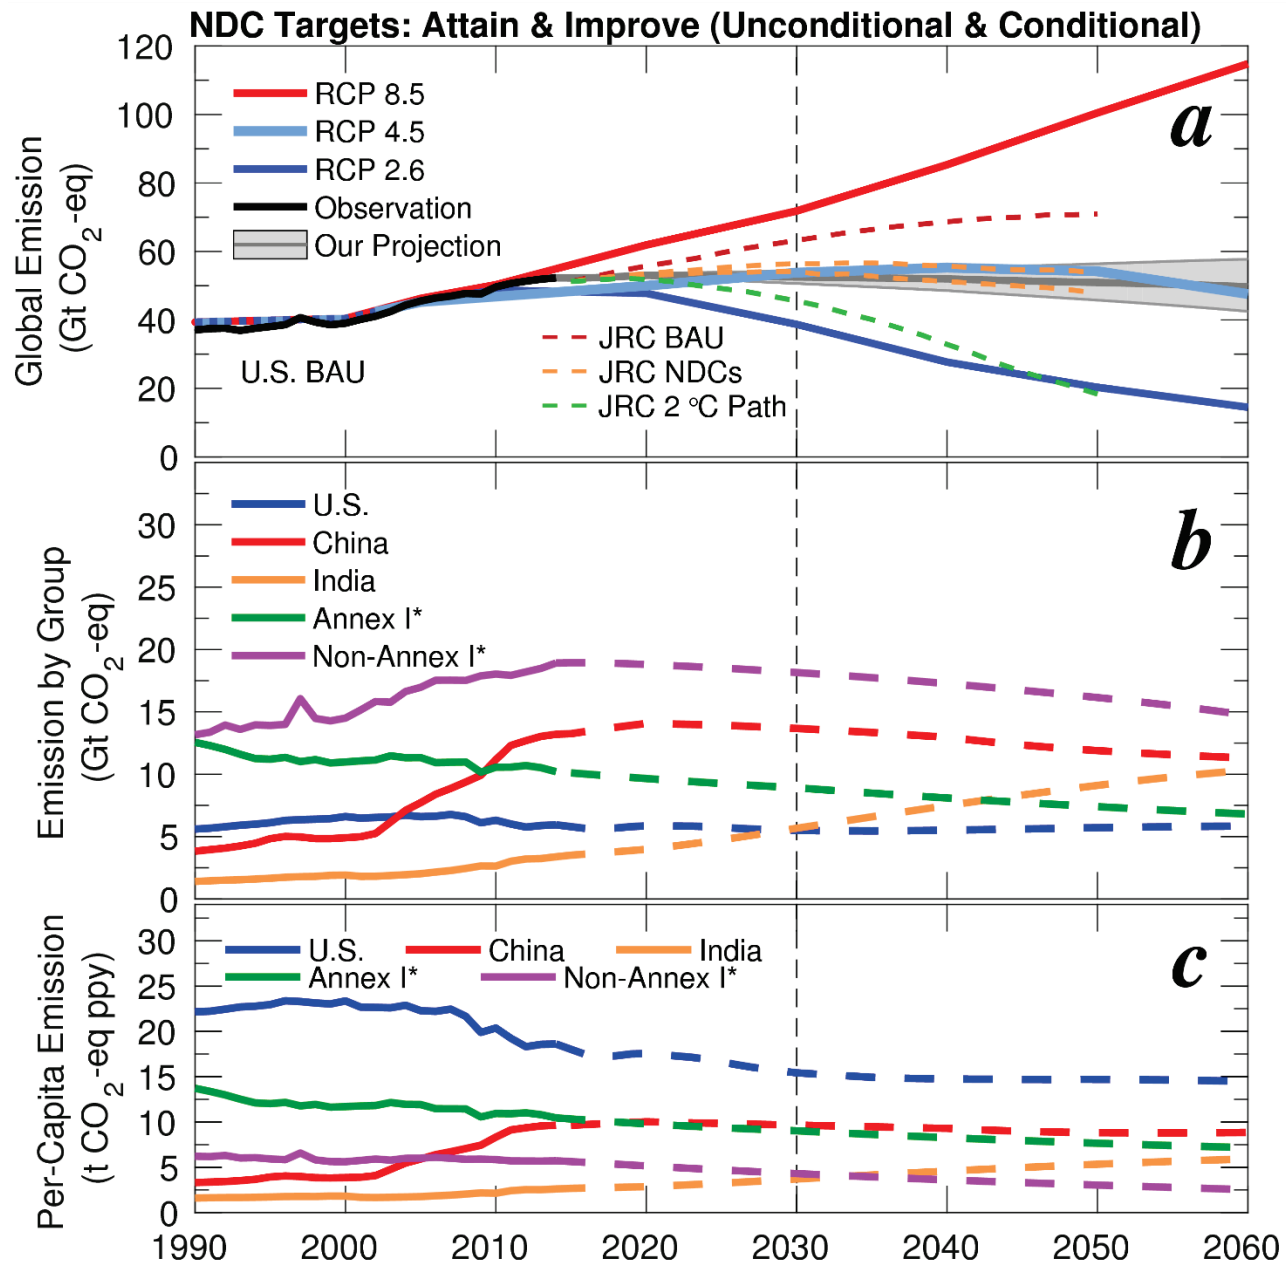 NDC Targets: Attain & Improve (Unconditional & Conditional)
Global Emission
(Gt CO2-eq)
120
100
80
60
40
20
0
RCP 8.5
RCP 4.5
RCP 2.6
Observation
Our Projection
U.S. BAU
JRC BAU
JRC NDCs
JRC 2 °C Path
a
Emission by Group
(Gt CO2-eq)
30
25
20
15
10
5
0
U.S.
China
India
Annex I*
Non-Annex I*
b
Per-Capita Emission
(t CO2-eq ppy)
30
25
20
15
10
5
0
U.S. China India
Annex I* Non-Annex I*
c
1990 2000 2010 2020 2030 2040 2050 2060